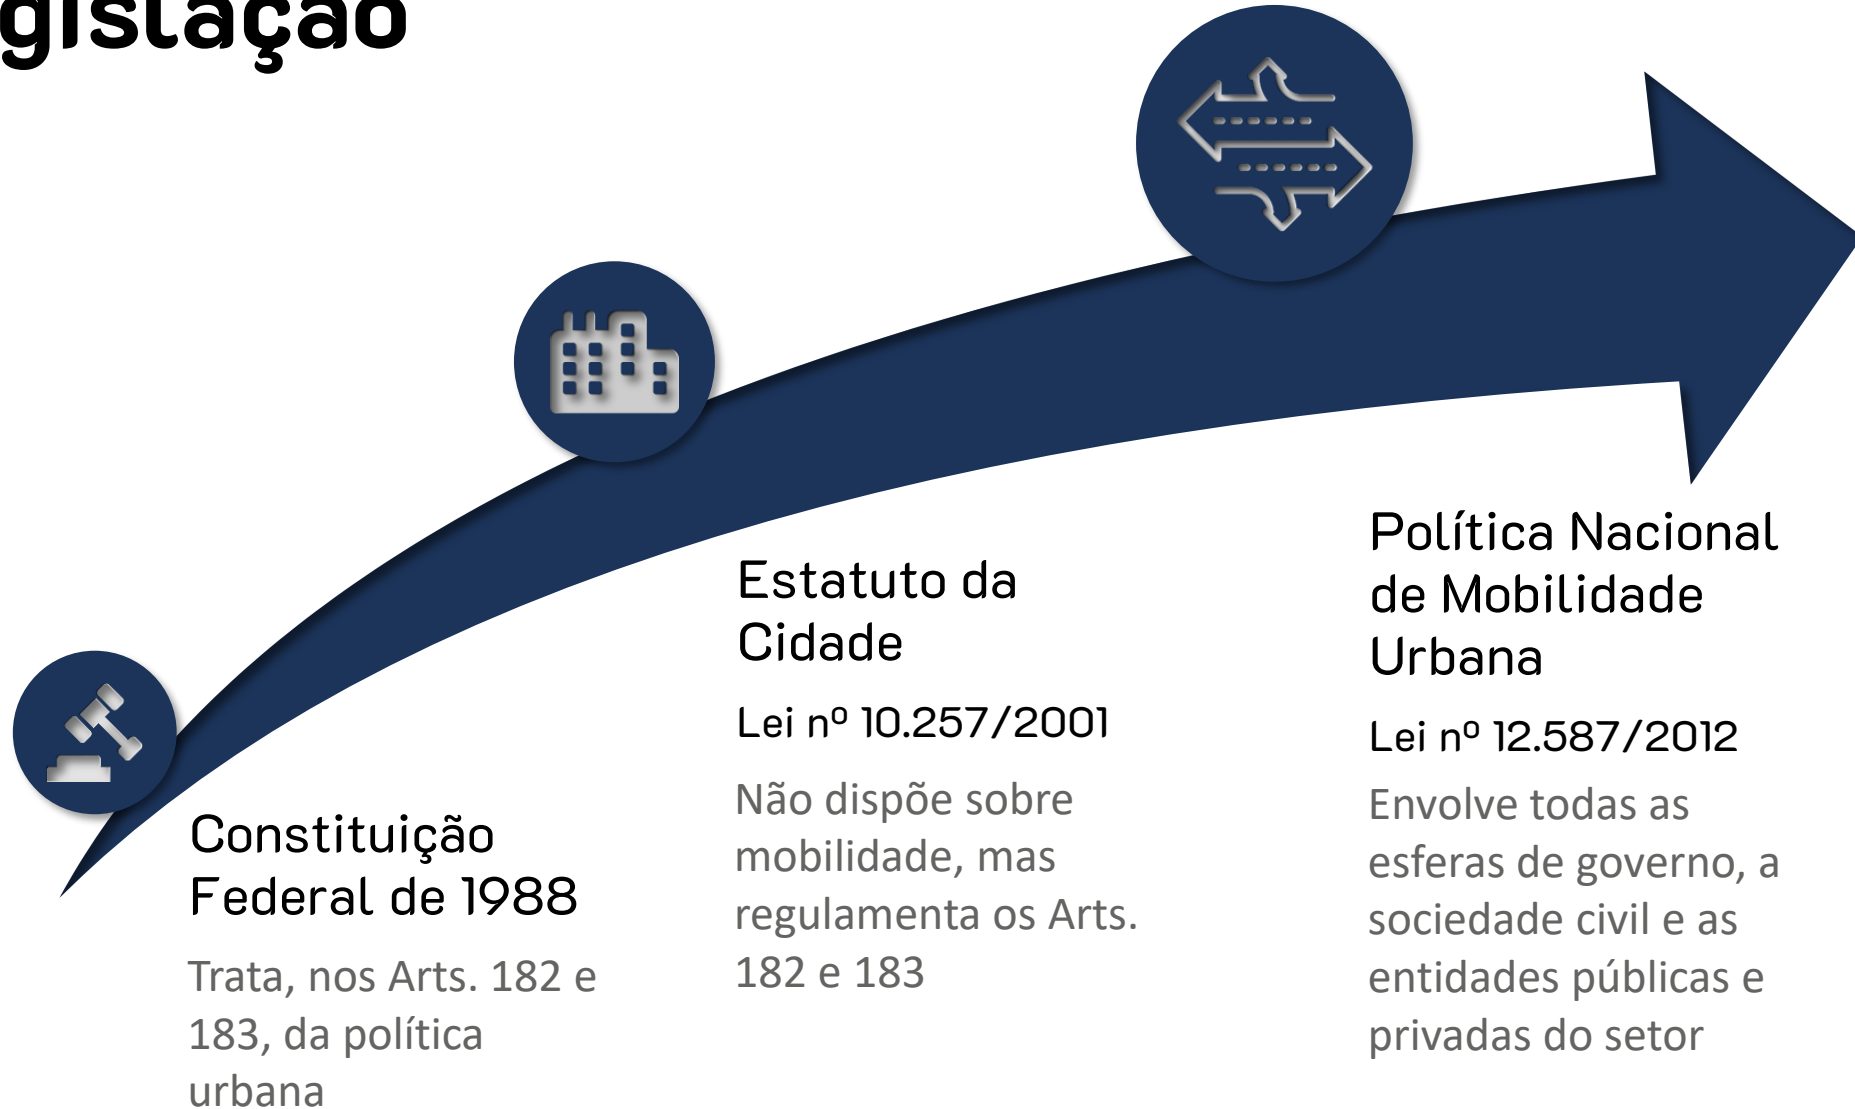 gislação
Constituição
Federal de 1988
Trata, nos Arts. 182 e
183, da política
urbana
Estatuto da
Cidade
Lei nº 10.257/2001
Não dispõe sobre
mobilidade, mas
regulamenta os Arts.
182 e 183
Política Nacional
de Mobilidade
Urbana
Lei nº 12.587/2012
Envolve todas as
esferas de governo, a
sociedade civil e as
entidades públicas e
privadas do setor